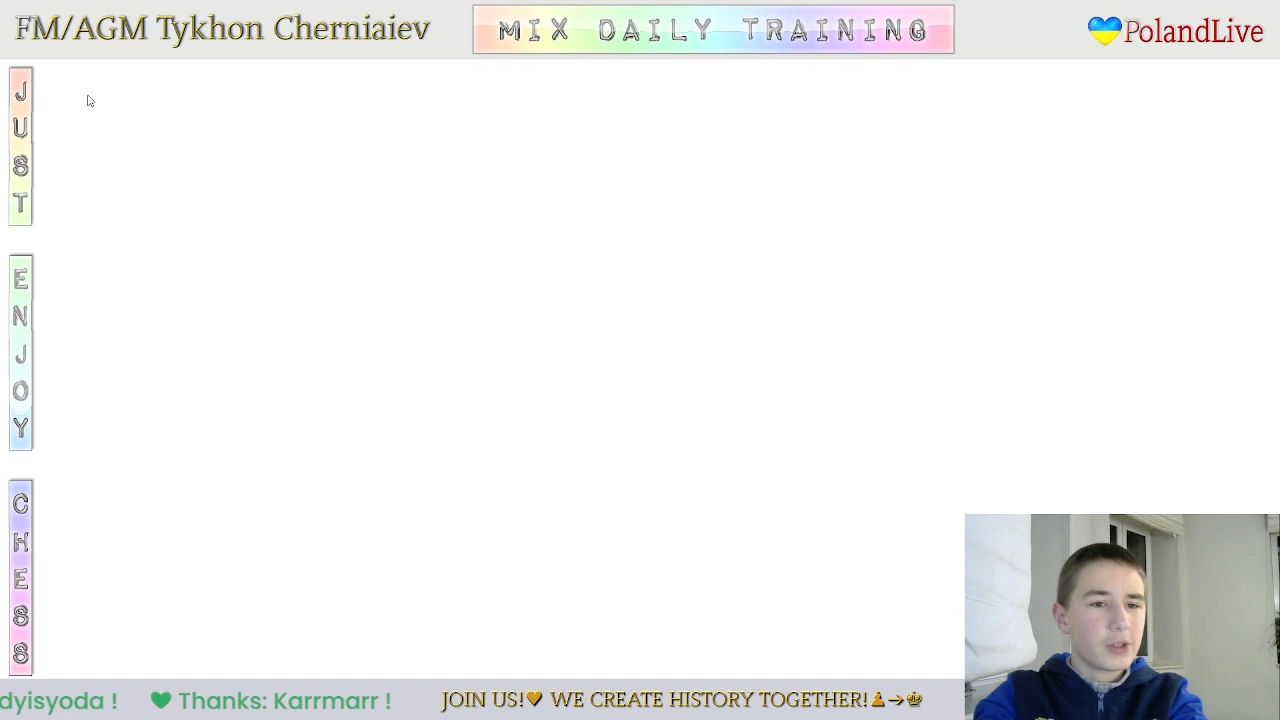 FM/AGM Tykhon Cherniaiev
MIX DAILY TRAINING
PolandLive
JUST
ENJOY
CHESS
dyisyoda !
Thanks: Karrmarr !
JOIN US!♥ WE CREATE HISTORY TOGETHER!♟→♚